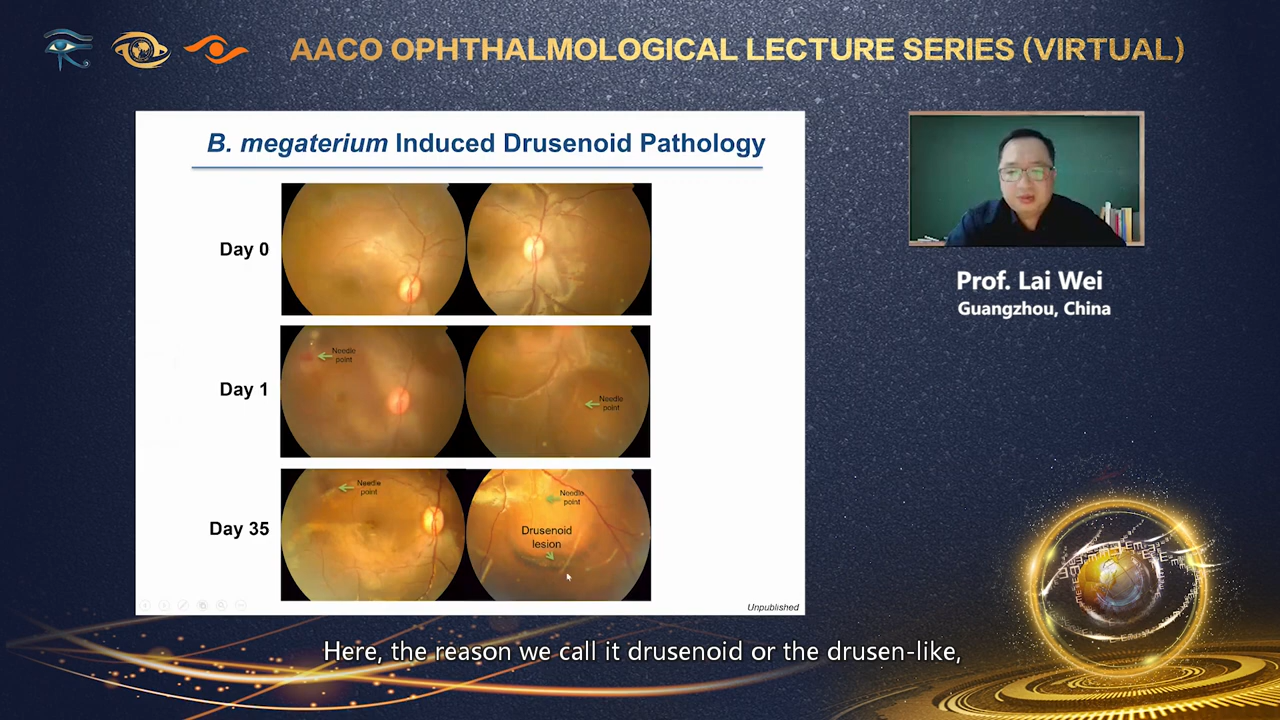 AACO OPHTHALMOLOGICAL LECTURE SERIES (VIRTUAL)
B. megaterium Induced Drusenoid Pathology
Day 0
Day 1
Needle
point
Needle
point
Day 35
Needle
point
Needle
point
Drusenoid
lesion
Unpublished
Prof. Lai Wei
Guangzhou, China
Here, the reason we call it drusenoid or the drusen-like,